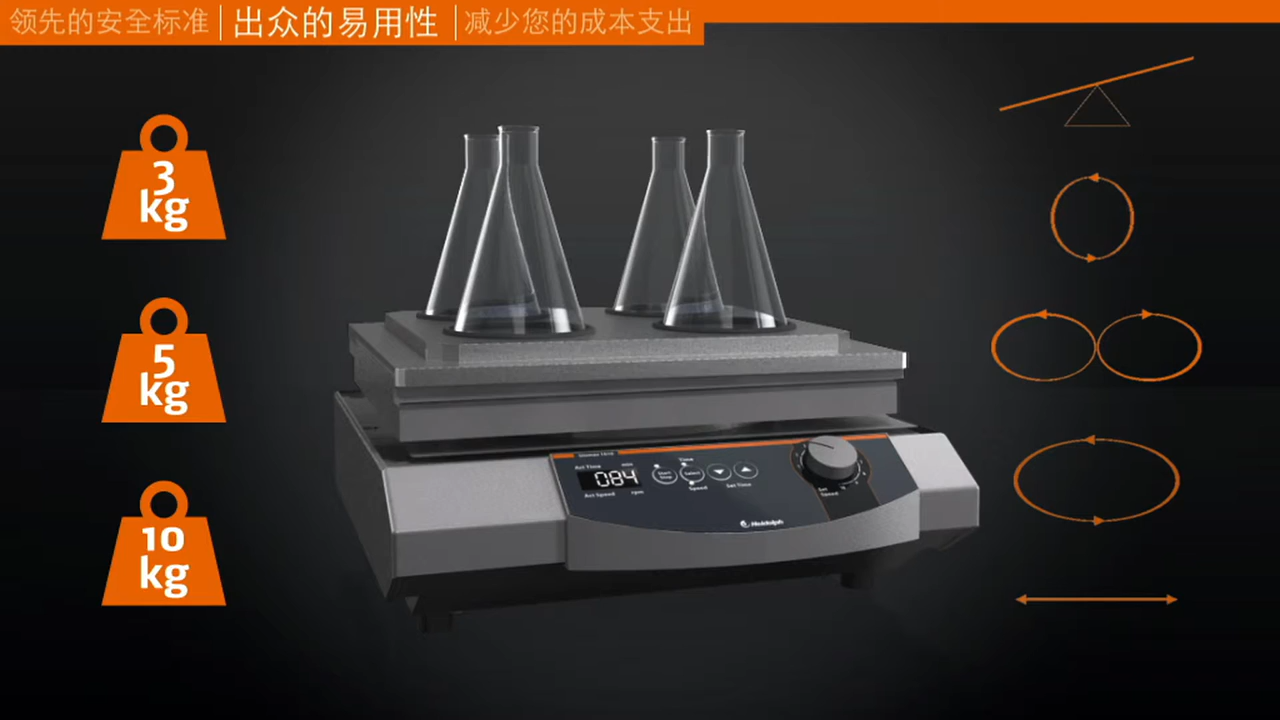 领先的安全标准 | 出众的易用性 | 减少您的成本支出
3
kg
5
kg
10
kg
Act Time
084
Act Speed
rpm
Time
Start
Stop
Select
Speed
Set Time
Set
Speed
Heidolph